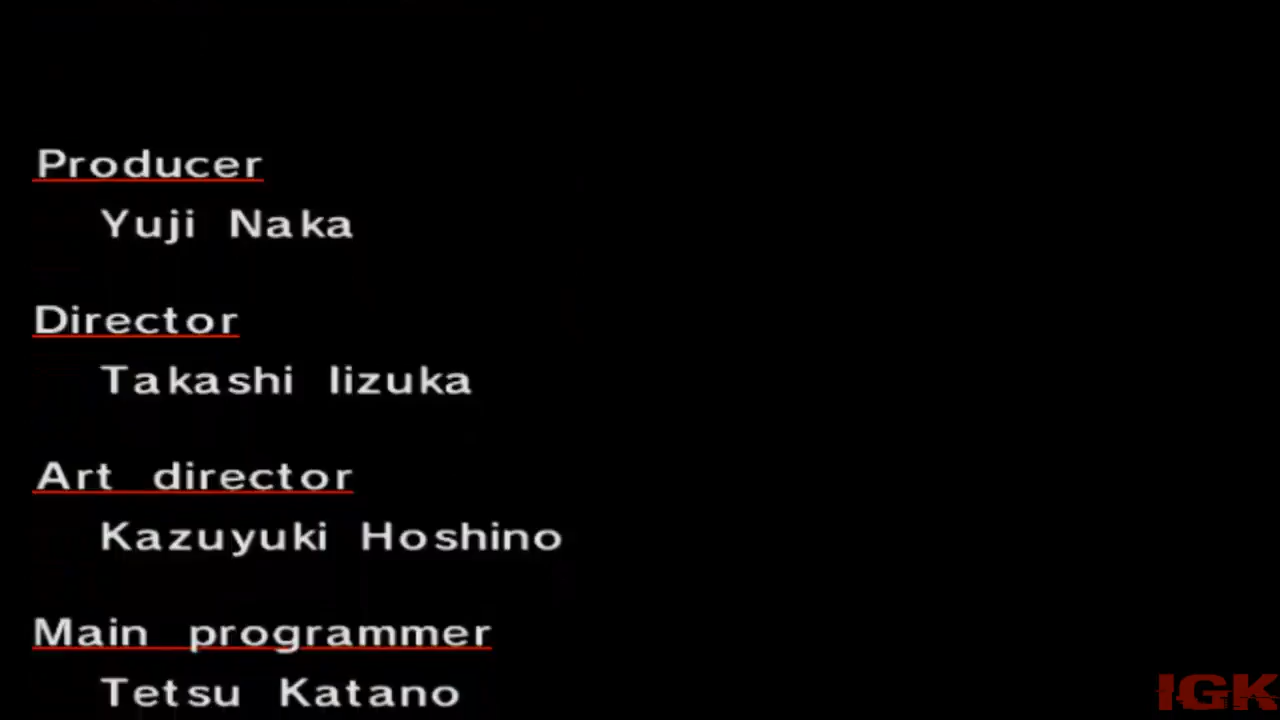 Producer
Yuji Naka
Director
Takashi Iizuka
Art director
Kazuyuki Hoshino
Main programmer
Tetsu Katano
IGK